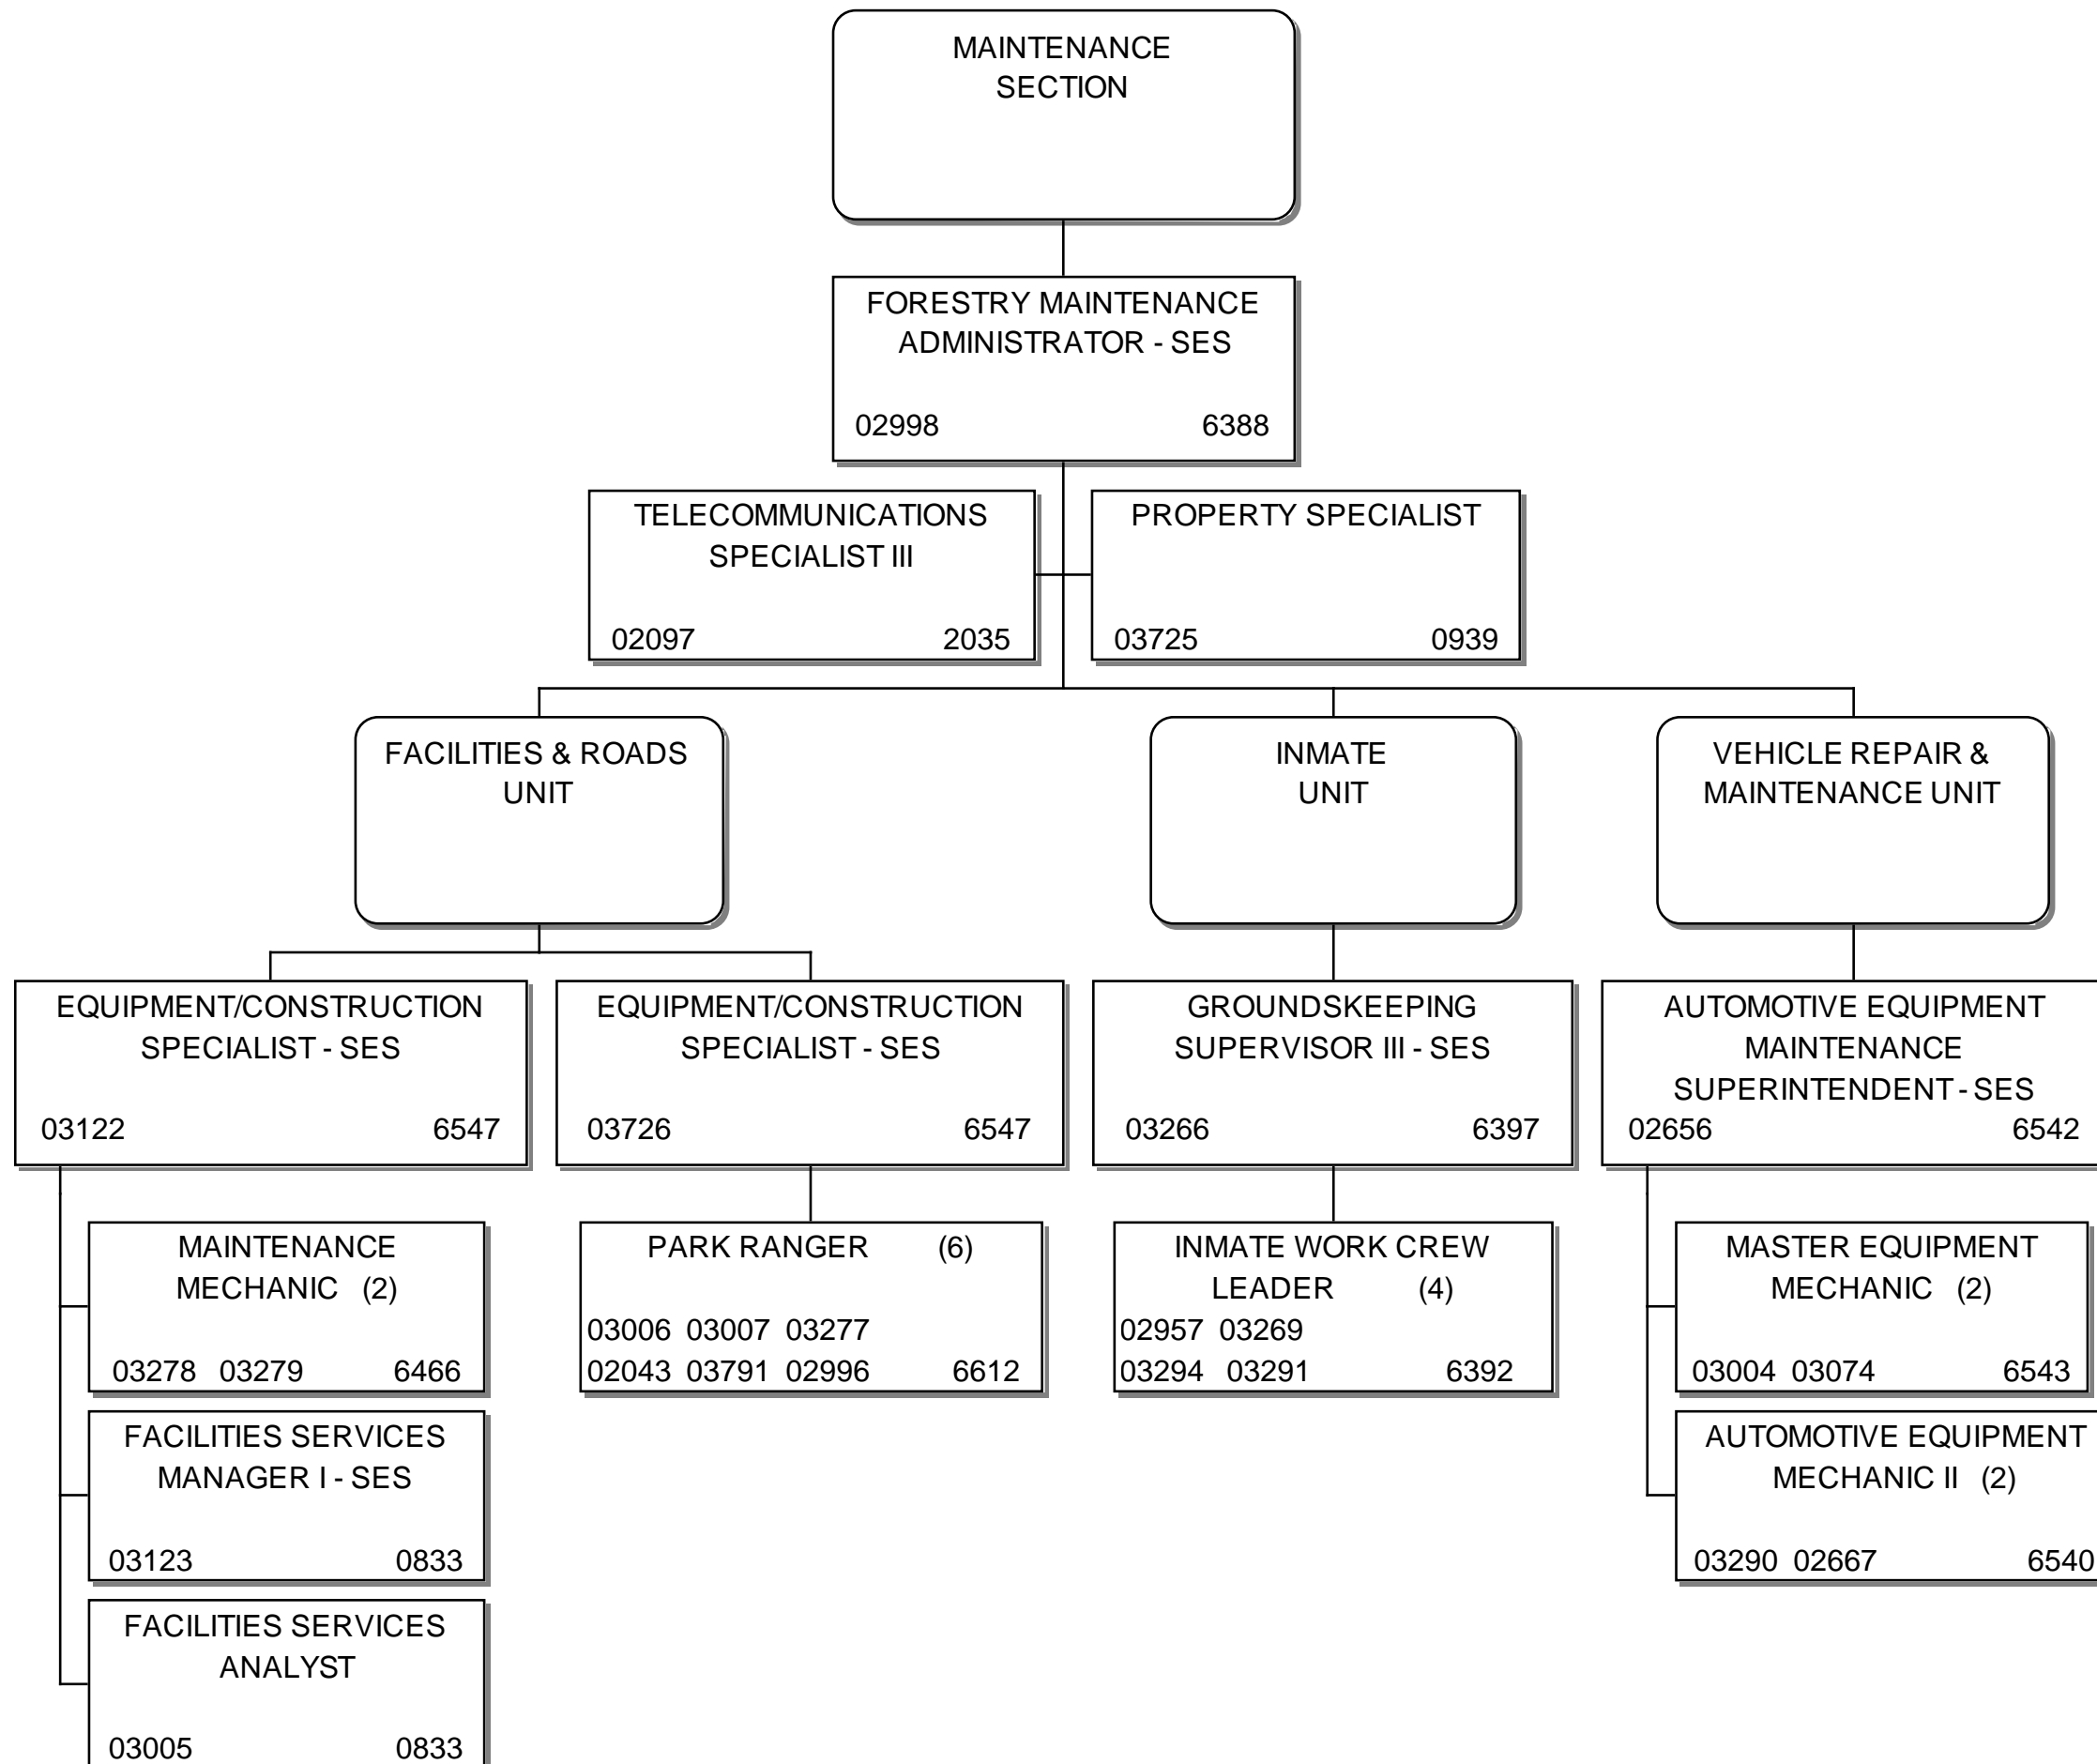 MAINTENANCE
SECTION
FORESTRY MAINTENANCE
ADMINISTRATOR - SES
02998 6388
TELECOMMUNICATIONS
SPECIALIST III
02097 2035
PROPERTY SPECIALIST
03725 0939
FACILITIES & ROADS
UNIT
INMATE
UNIT
VEHICLE REPAIR &
MAINTENANCE UNIT
EQUIPMENT/CONSTRUCTION
SPECIALIST - SES
03122 6547
EQUIPMENT/CONSTRUCTION
SPECIALIST - SES
03726 6547
GROUNDSKEEPING
SUPERVISOR III - SES
03266 6397
AUTOMOTIVE EQUIPMENT
MAINTENANCE
SUPERINTENDENT - SES
02656 6542
MAINTENANCE
MECHANIC (2)
03278 03279 6466
PARK RANGER (6)
03006 03007 03277
02043 03791 02996 6612
INMATE WORK CREW
LEADER (4)
02957 03269
03294 03291 6392
MASTER EQUIPMENT
MECHANIC (2)
03004 03074 6543
FACILITIES SERVICES
MANAGER I - SES
03123 0833
AUTOMOTIVE EQUIPMENT
MECHANIC II (2)
03290 02667 6540
FACILITIES SERVICES
ANALYST
03005 0833